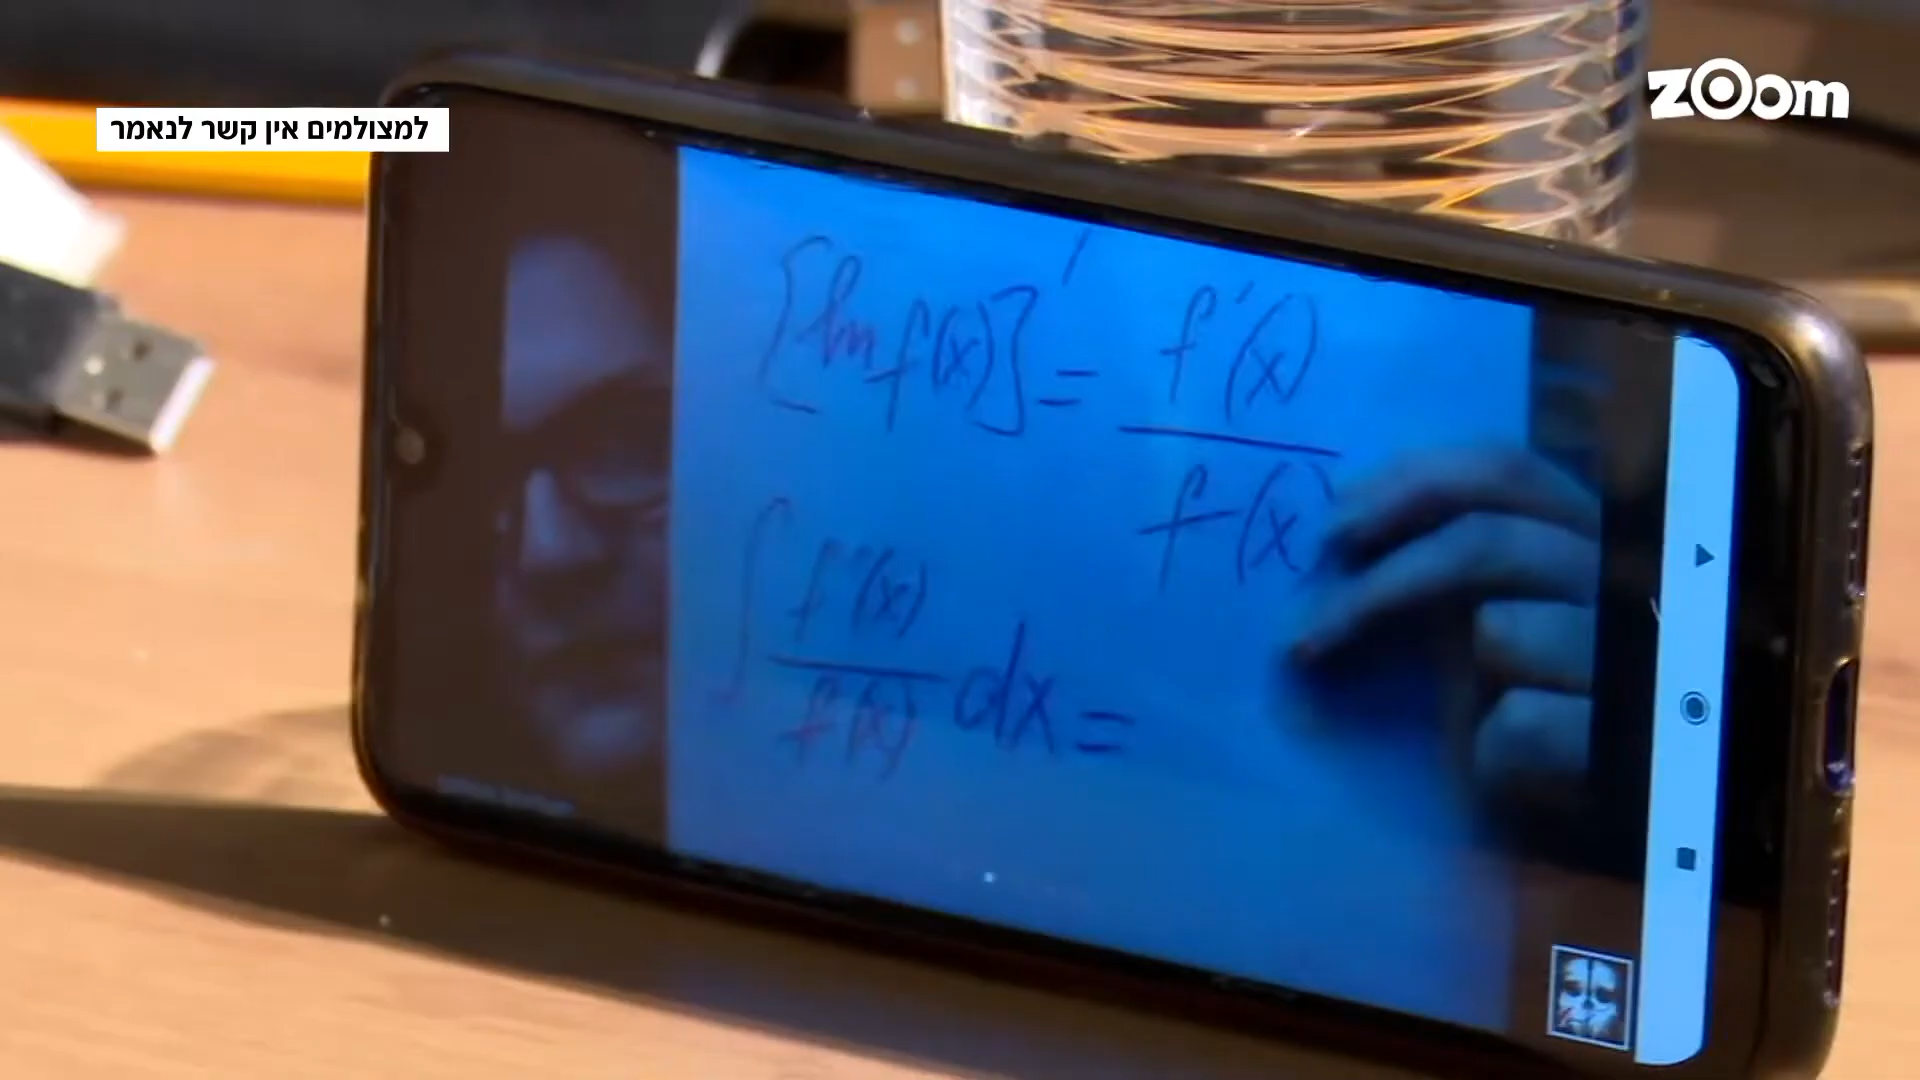 למצולמים אין קשר לנאמר
zoom
[ln f(x)]' = f'(x) / f(x)
∫ f'(x) / f(x) dx =